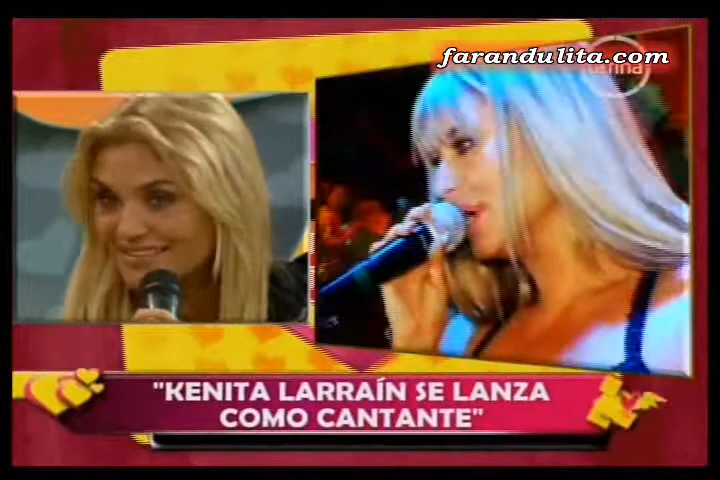 farandulita.com
"KENITA LARRAÍN SE LANZA
COMO CANTANTE"